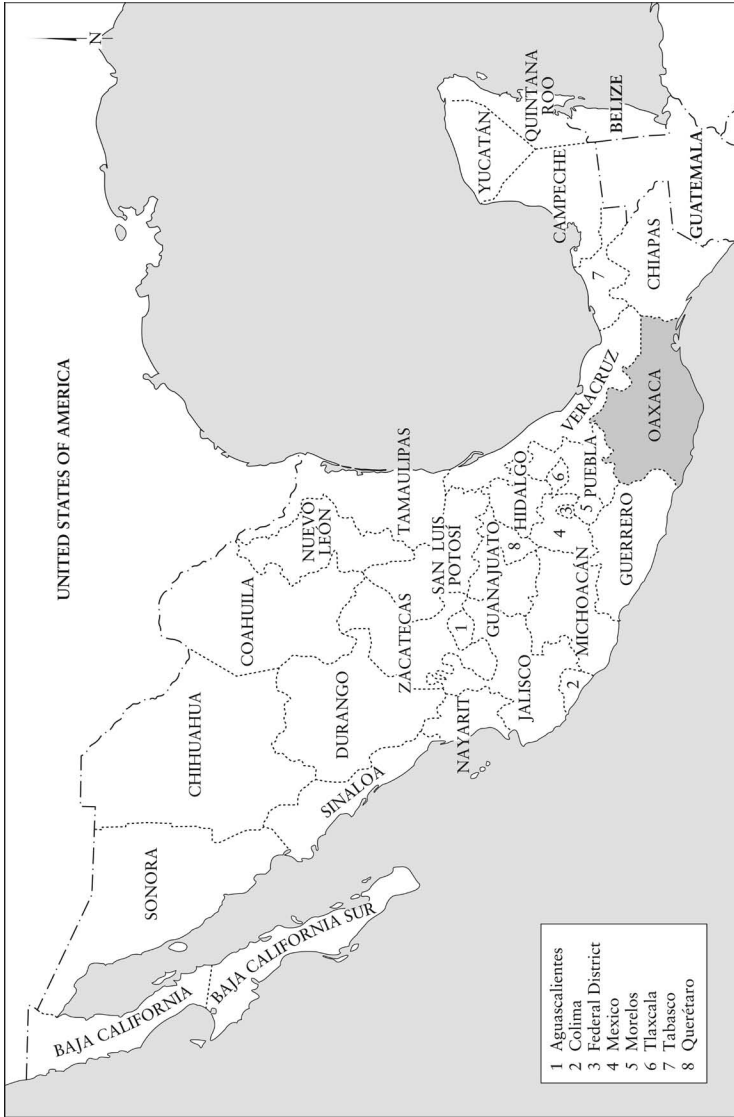 N
UNITED STATES OF AMERICA
BAJA CALIFORNIA
BAJA CALIFORNIA SUR
SONORA
CHIHUAHUA
COAHUILA
NUEVO
LEÓN
TAMAULIPAS
SINALOA
DURANGO
ZACATECAS
SAN LUIS
POTOSÍ
NAYARIT
1
JALISCO
GUANAJUATO
8
HIDALGO
2
MICHOACÁN
4
3
6
5
PUEBLA
VERACRUZ
GUERRERO
OAXACA
7
CHIAPAS
YUCATÁN
CAMPECHE
QUINTANA
ROO
BELIZE
GUATEMALA
1 Aguascalientes
2 Colima
3 Federal District
4 Mexico
5 Morelos
6 Tlaxcala
7 Tabasco
8 Querétaro